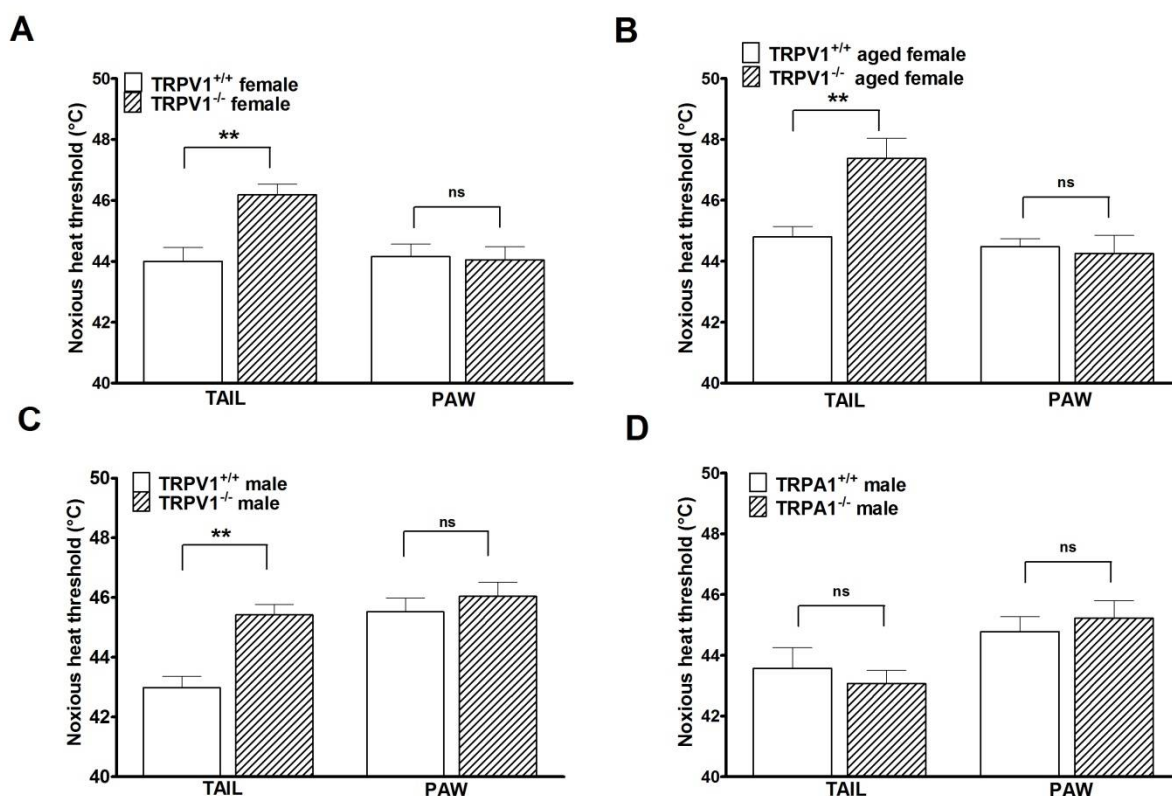 A
TRPV1+/+ female
TRPV1-/- female
Noxious heat threshold (°C)
50
48
46
44
42
40
**
ns
TAIL
PAW
B
TRPV1+/+ aged female
TRPV1-/- aged female
Noxious heat threshold (°C)
50
48
46
44
42
40
**
ns
TAIL
PAW
C
TRPV1+/+ male
TRPV1-/- male
Noxious heat threshold (°C)
50
48
46
44
42
40
**
ns
TAIL
PAW
D
TRPA1+/+ male
TRPA1-/- male
Noxious heat threshold (°C)
50
48
46
44
42
40
ns
ns
TAIL
PAW